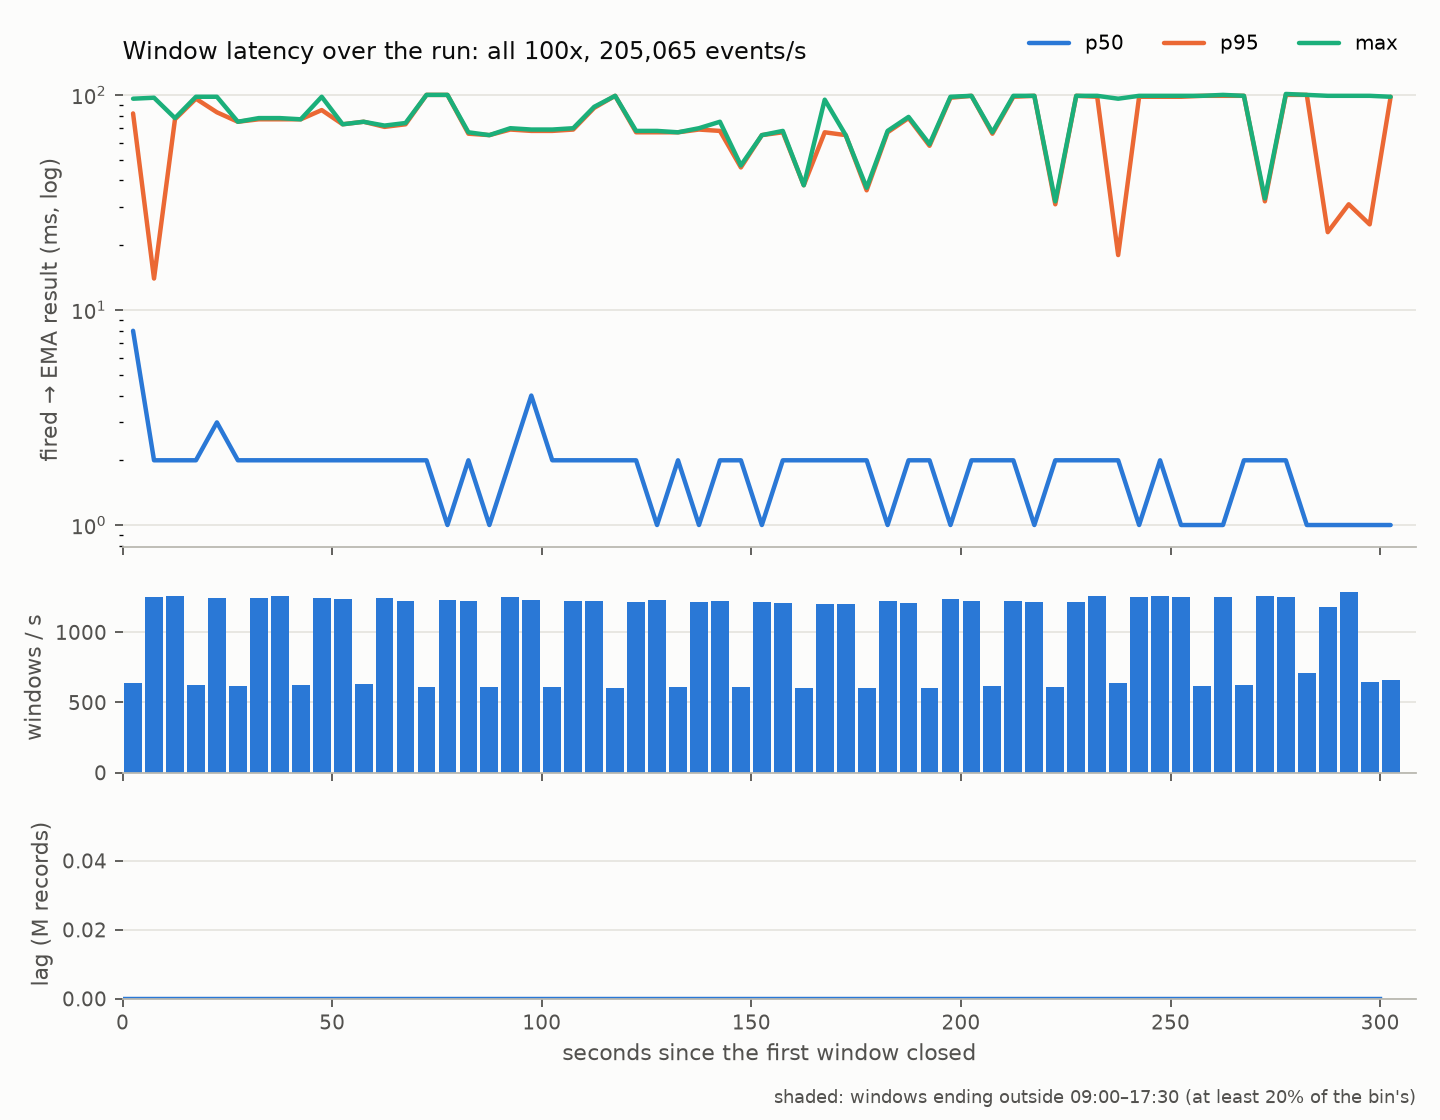 Window latency over the run: all 100x, 205,065 events/s
p50 p95 max
fired → EMA result (ms, log)
10²
10¹
10⁰
windows / s
1000
500
0
lag (M records)
0.04
0.02
0.00
0 50 100 150 200 250 300
seconds since the first window closed
shaded: windows ending outside 09:00–17:30 (at least 20% of the bin's)